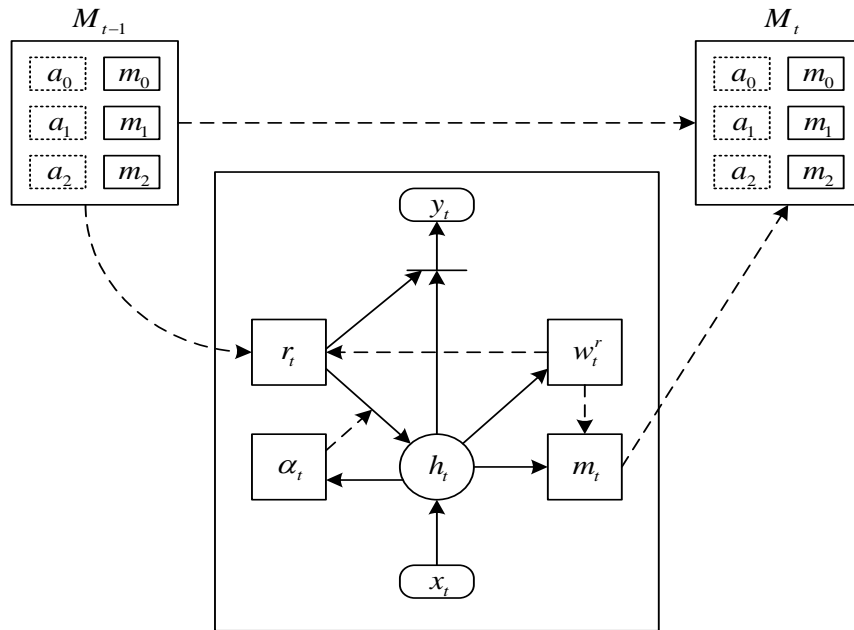 M_{t-1} M_t
a_0 m_0 a_0 m_0
a_1 m_1 a_1 m_1
a_2 m_2 a_2 m_2
y_t
r_t w_t^r
α_t h_t m_t
x_t